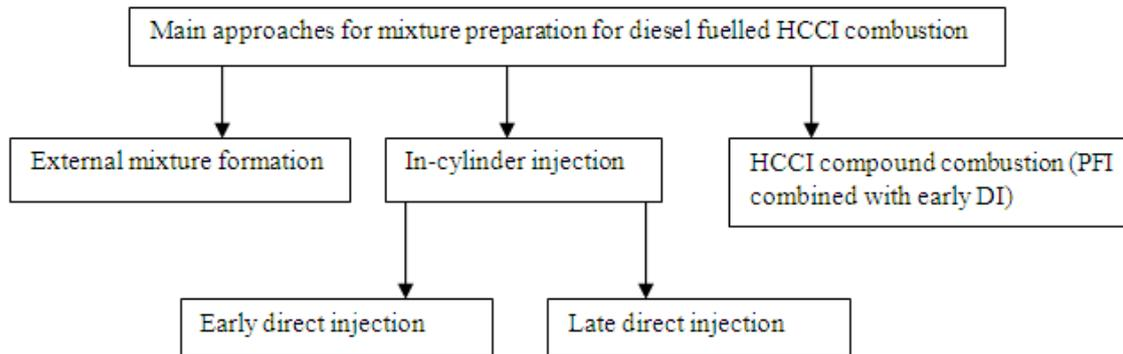 Main approaches for mixture preparation for diesel fuelled HCCI combustion
External mixture formation
In-cylinder injection
HCCI compound combustion (PFI
combined with early DI)
Early direct injection
Late direct injection